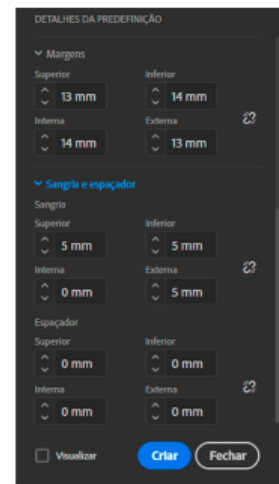 DETALHES DA PREDEFINIÇÃO
Margens
Superior Inferior
13 mm 14 mm
Interna Externa
14 mm 13 mm
Sangria e espaçador
Sangria
Superior Inferior
5 mm 5 mm
Interna Externa
0 mm 5 mm
Espaçador
Superior Inferior
0 mm 0 mm
Interna Externa
0 mm 0 mm
Visualizar Criar Fechar